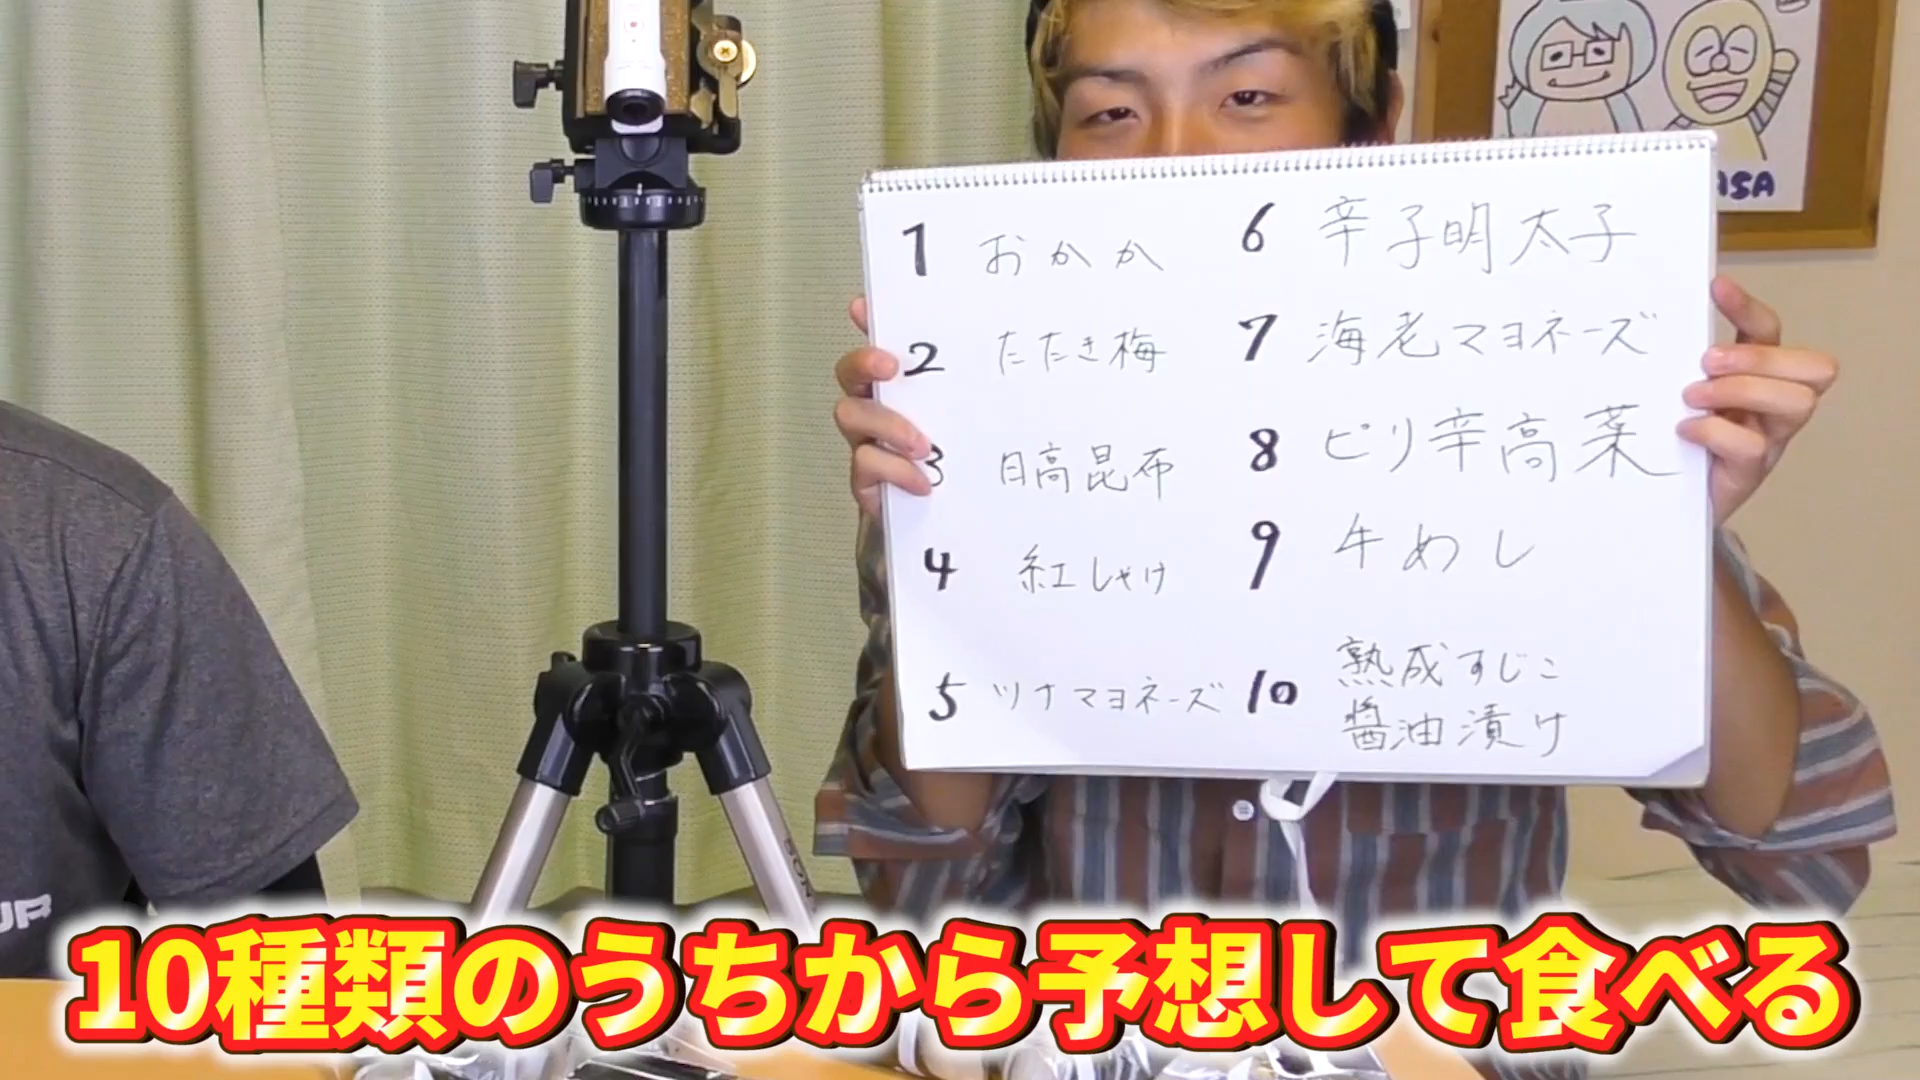 1 おかか
2 たたき梅
3 日高昆布
4 紅しゃけ
5 ツナマヨネーズ
6 辛子明太子
7 海老マヨネーズ
8 ピリ辛高菜
9 牛めし
10 熟成すじこ
醤油漬け
10種類のうちから予想して食べる